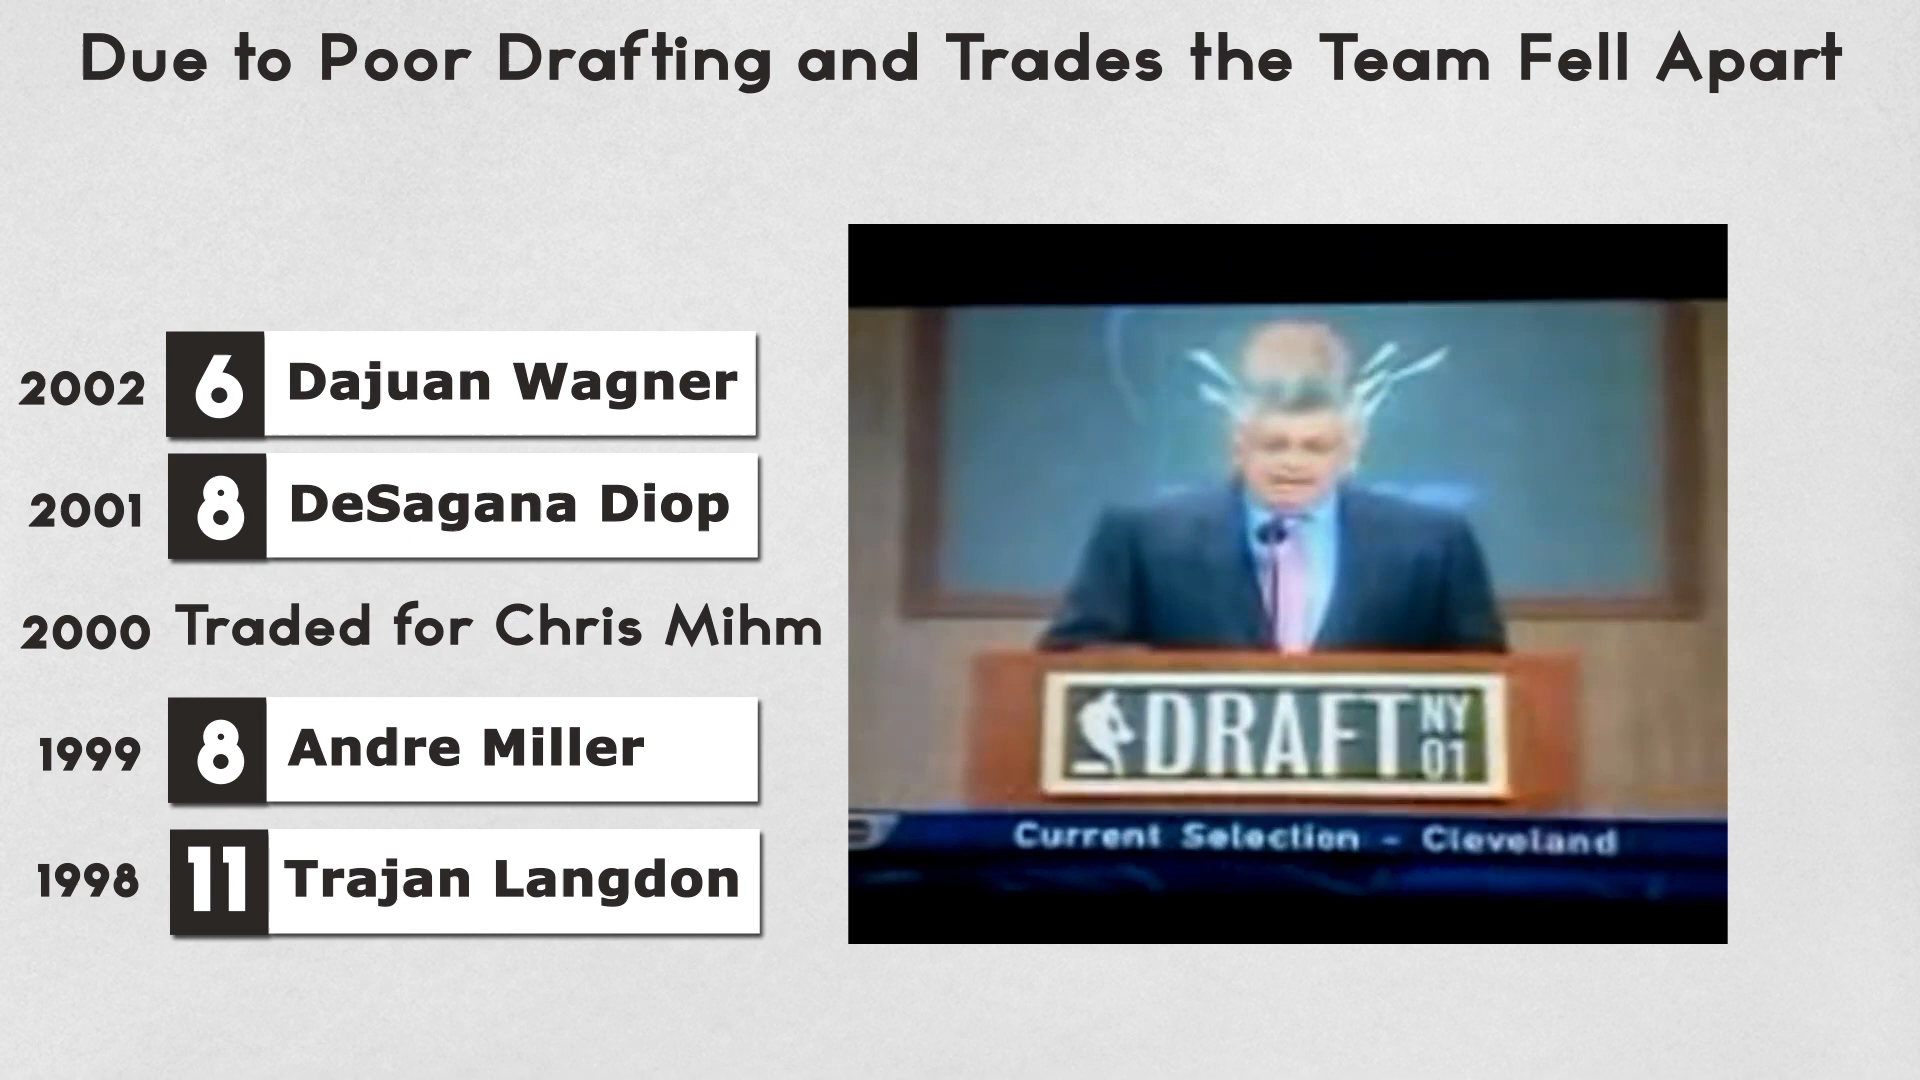 Due to Poor Drafting and Trades the Team Fell Apart
2002 6 Dajuan Wagner
2001 8 DeSagana Diop
2000 Traded for Chris Mihm
1999 8 Andre Miller
1998 11 Trajan Langdon
DRAFT NY 01
Current Selection - Cleveland